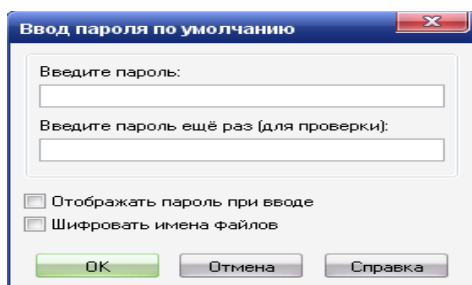 Ввод пароля по умолчанию
Введите пароль:
Введите пароль ещё раз (для проверки):
Отображать пароль при вводе
Шифровать имена файлов
OK Отмена Справка